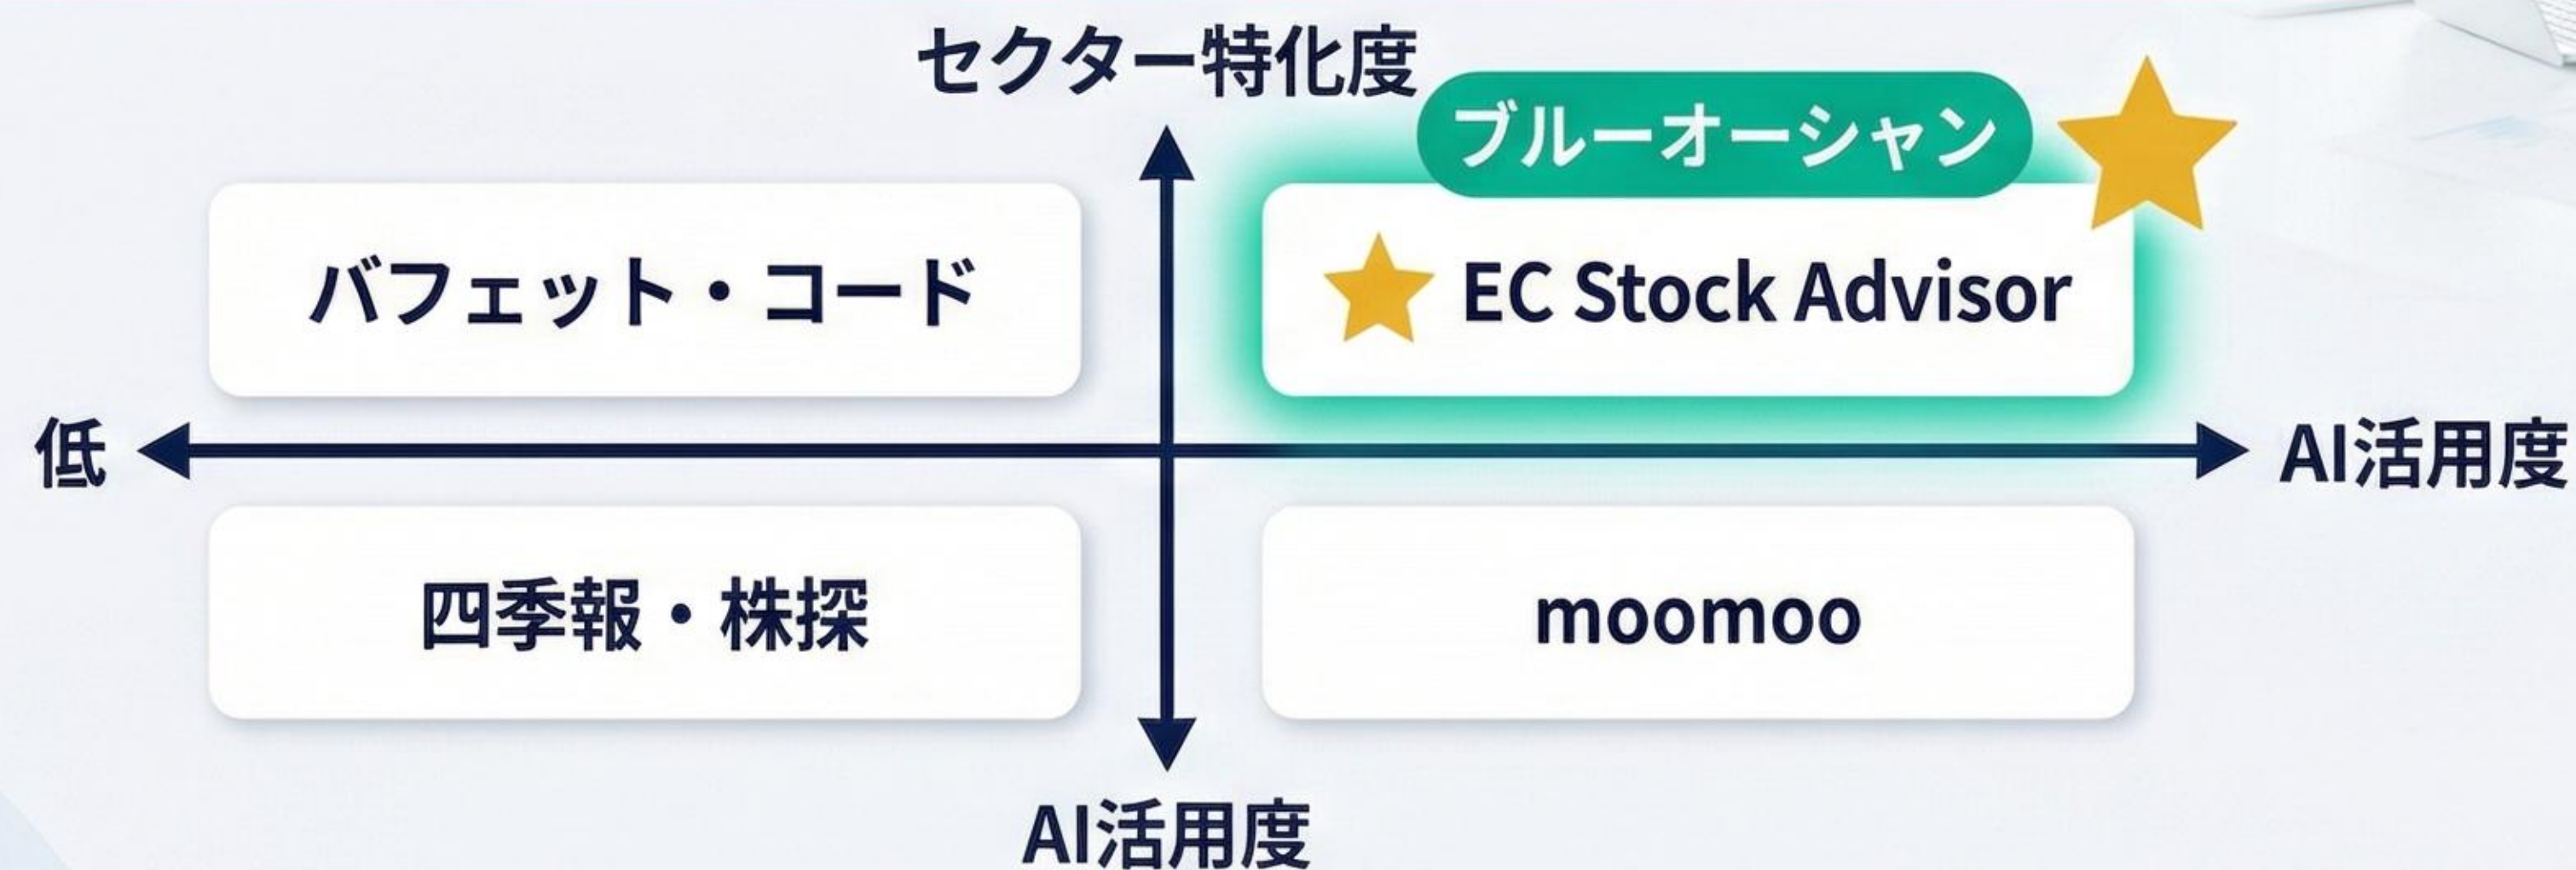 セクター特化度
ブルーオーシャン
バフェット・コード
EC Stock Advisor
低
AI活用度
四季報・株探
moomoo
AI活用度